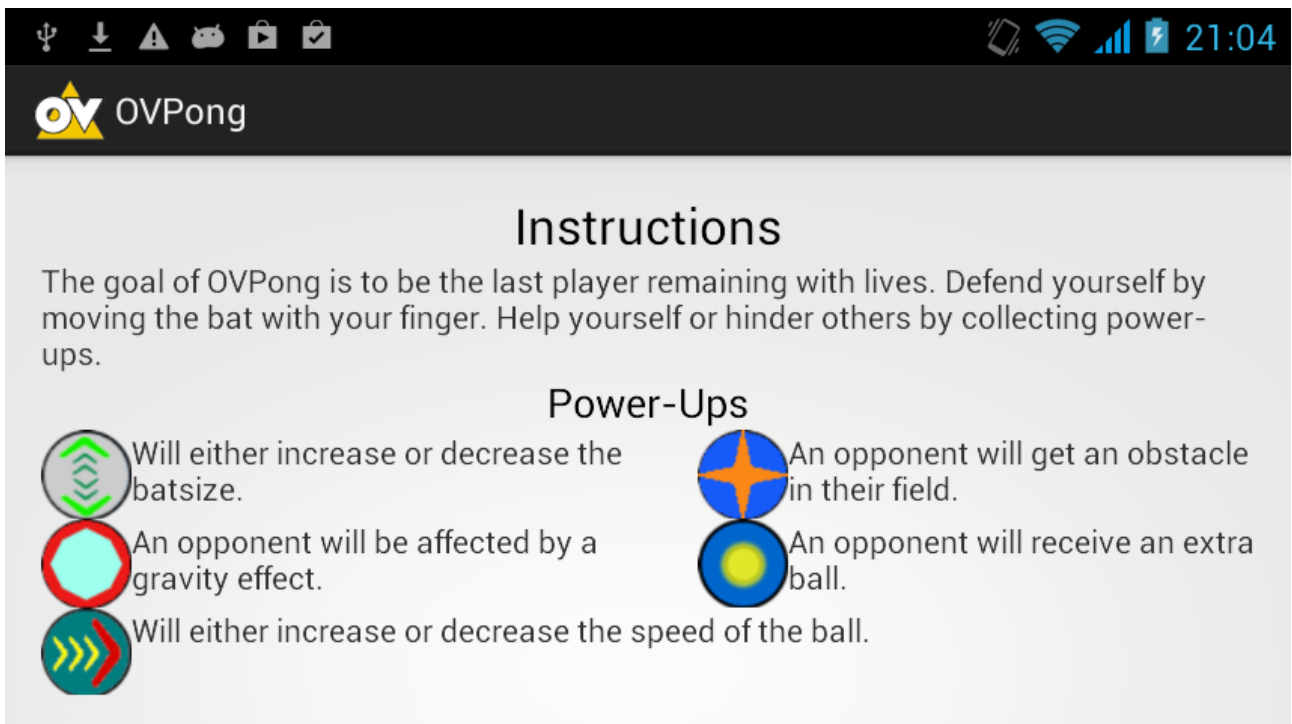 21:04
OV OVPong
Instructions
The goal of OVPong is to be the last player remaining with lives. Defend yourself by
moving the bat with your finger. Help yourself or hinder others by collecting power-
ups.
Power-Ups
Will either increase or decrease the
batsize.
An opponent will get an obstacle
in their field.
An opponent will be affected by a
gravity effect.
An opponent will receive an extra
ball.
Will either increase or decrease the speed of the ball.